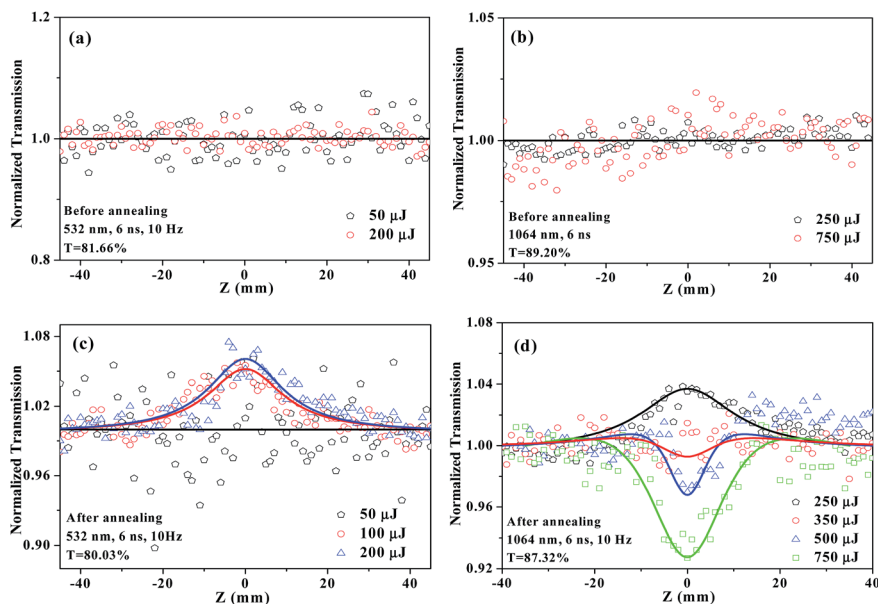 (a)
Normalized Transmission
1.2
1.0
0.8
Before annealing
532 nm, 6 ns, 10 Hz
T=81.66%
50 μJ
200 μJ
-40 -20 0 20 40
Z (mm)
(b)
Normalized Transmission
1.05
1.00
0.95
Before annealing
1064 nm, 6 ns
T=89.20%
250 μJ
750 μJ
-40 -20 0 20 40
Z (mm)
(c)
Normalized Transmission
1.08
1.02
0.96
0.90
After annealing
532 nm, 6 ns, 10Hz
T=80.03%
50 μJ
100 μJ
200 μJ
-40 -20 0 20 40
Z (mm)
(d)
Normalized Transmission
1.08
1.04
1.00
0.96
0.92
After annealing
1064 nm, 6 ns, 10 Hz
T=87.32%
250 μJ
350 μJ
500 μJ
750 μJ
-40 -20 0 20 40
Z (mm)